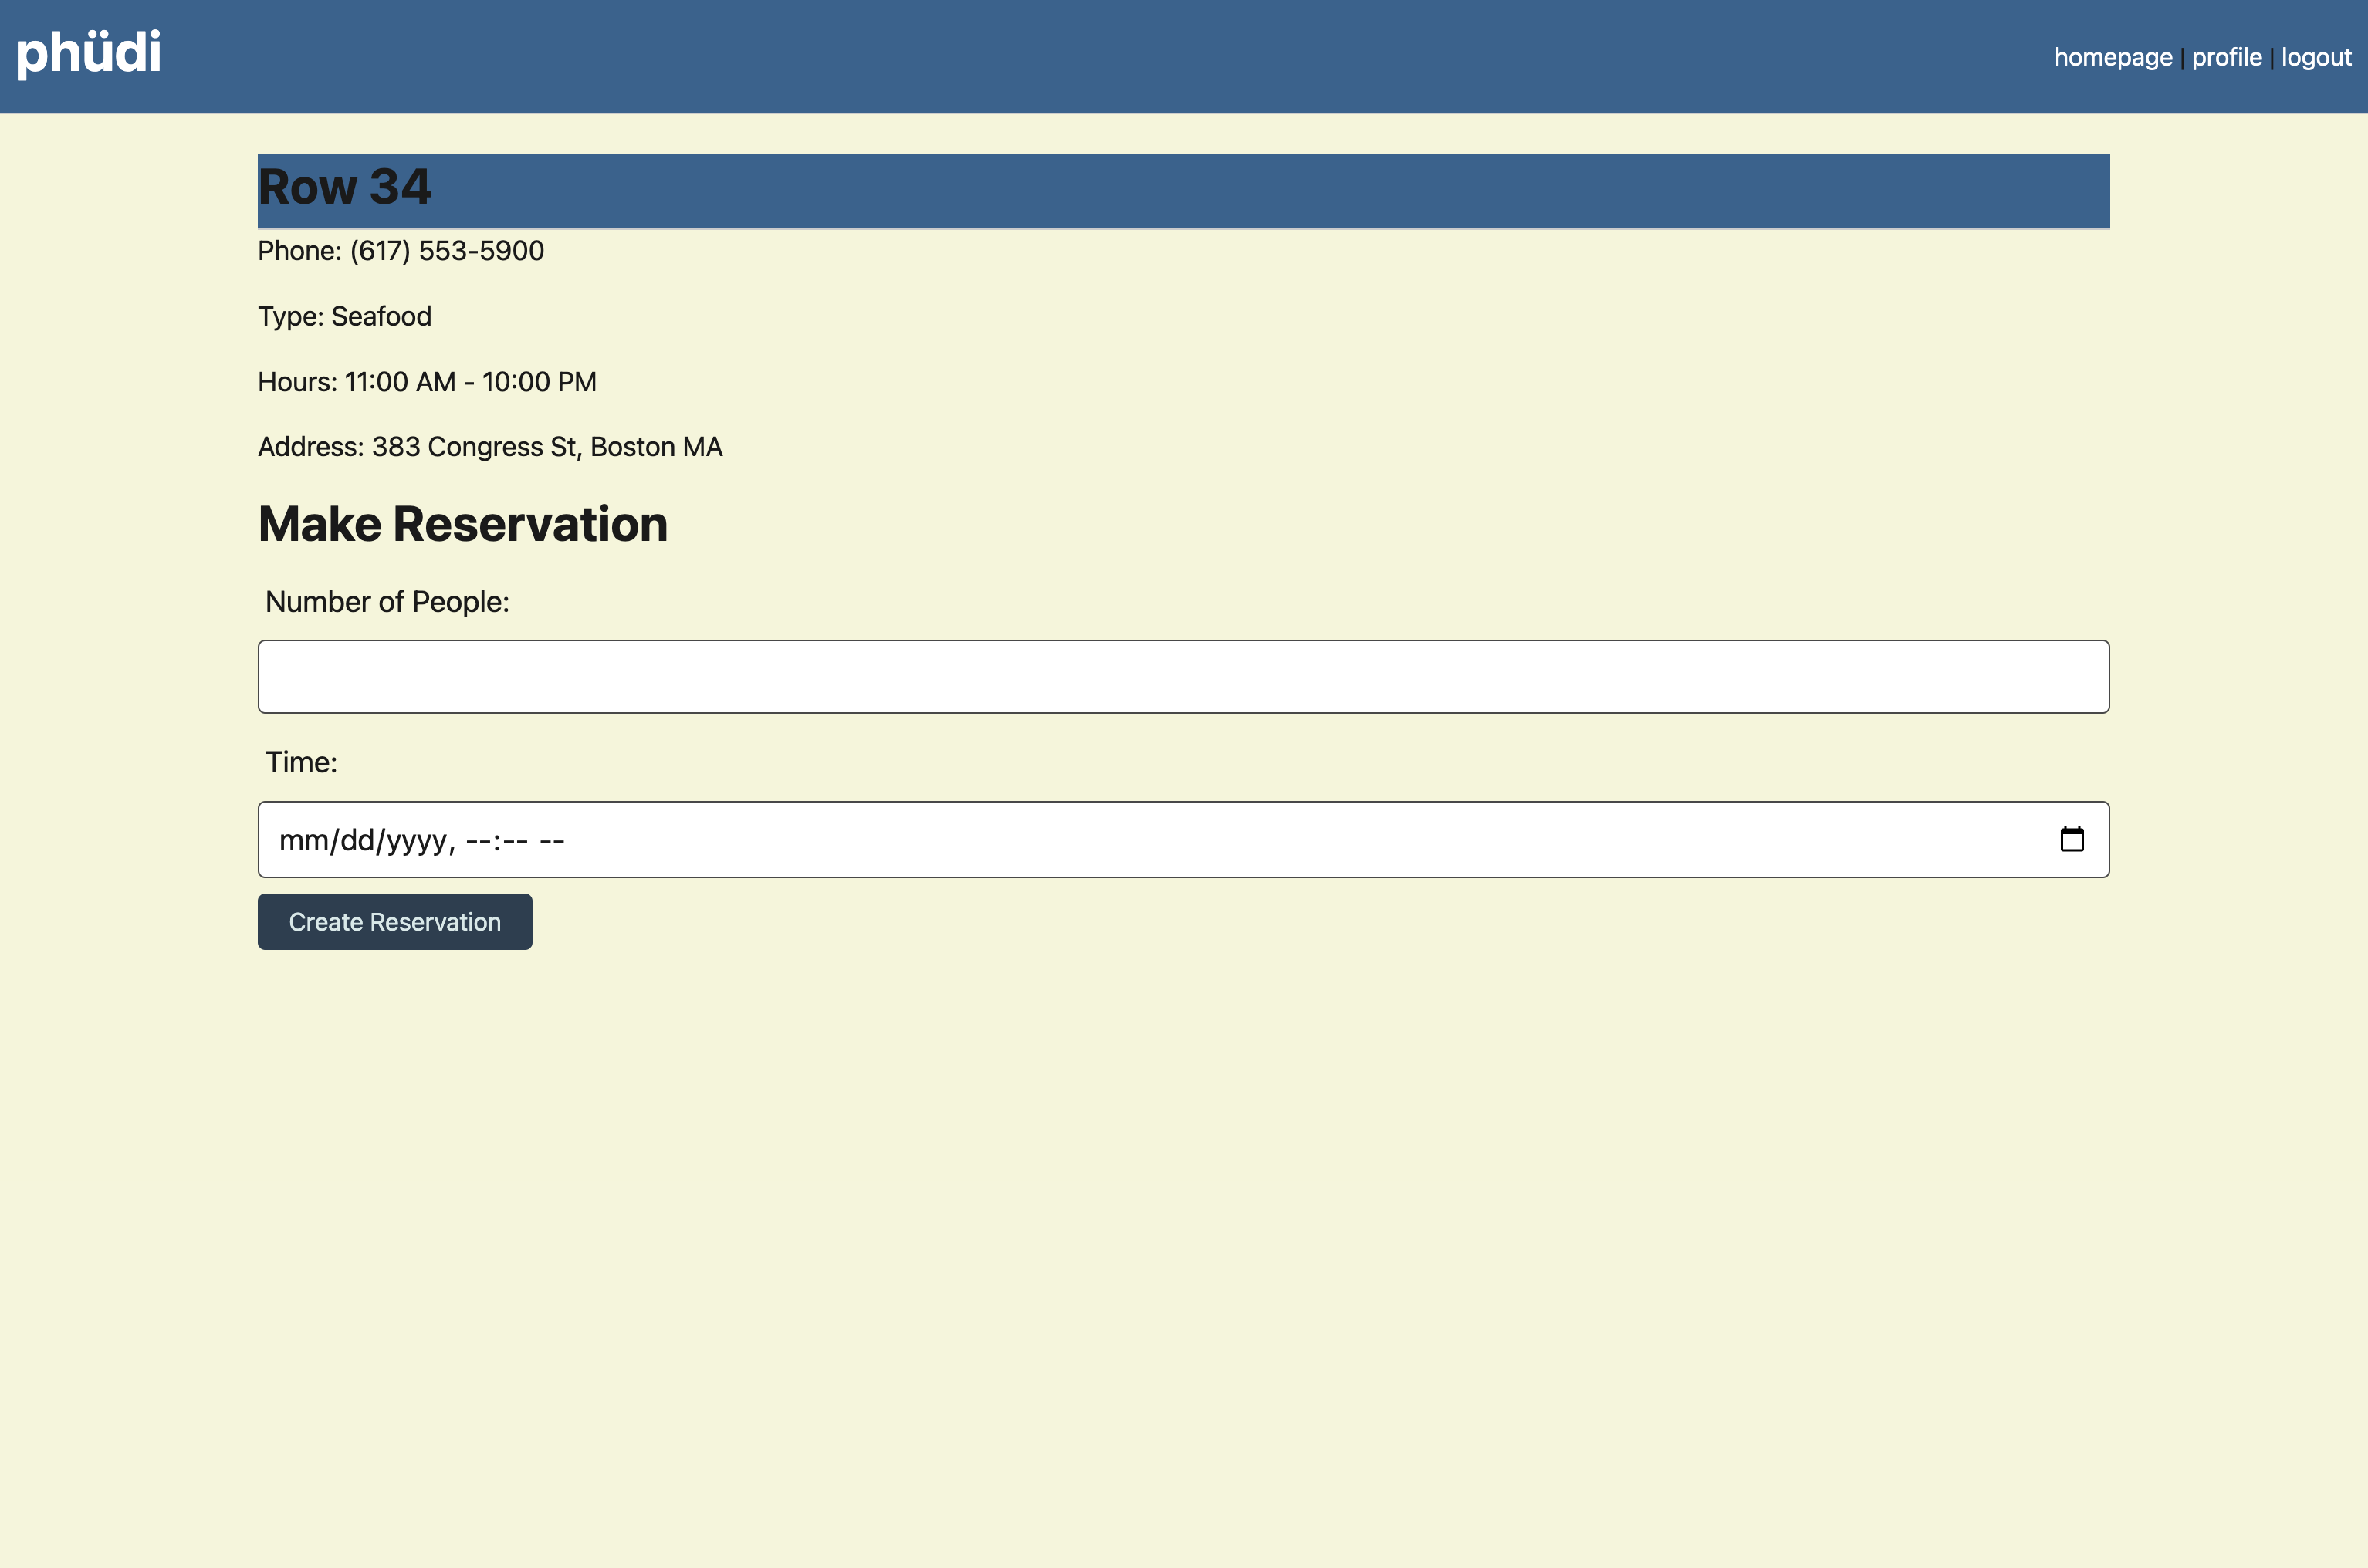 phüdi
homepage | profile | logout
Row 34
Phone: (617) 553-5900
Type: Seafood
Hours: 11:00 AM - 10:00 PM
Address: 383 Congress St, Boston MA
Make Reservation
Number of People:
Time:
mm/dd/yyyy, --:-- --
Create Reservation